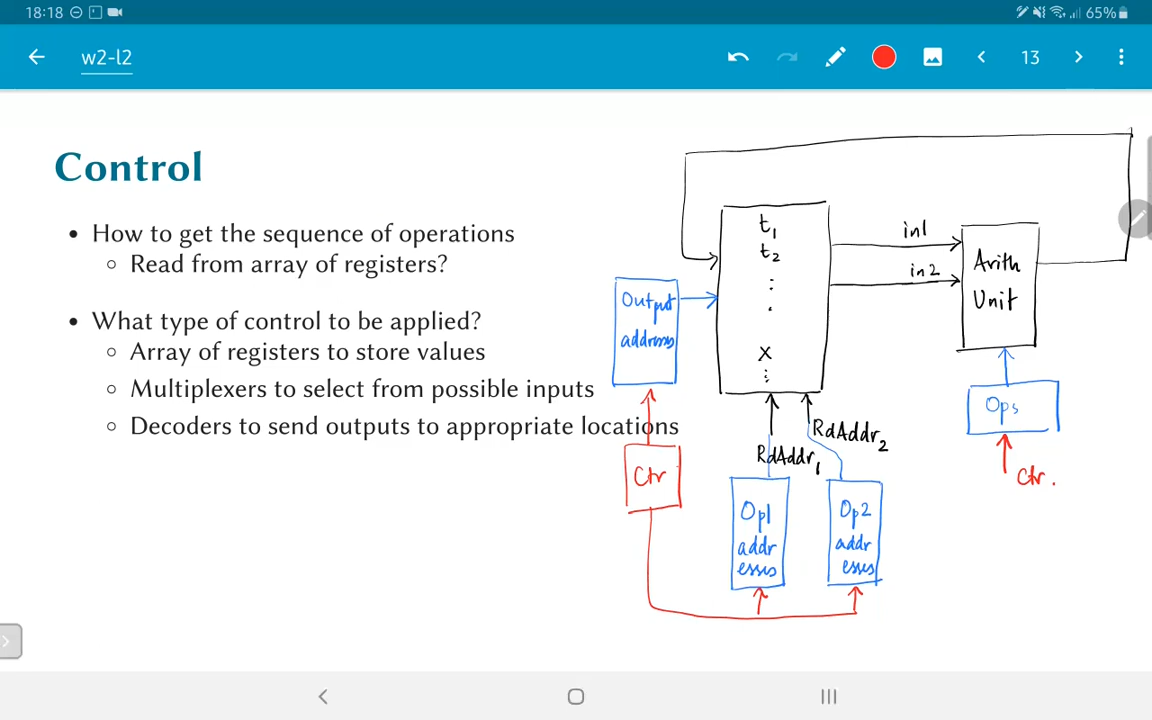 18:18
65%
w2-l2
13
Control
• How to get the sequence of operations
○ Read from array of registers?
• What type of control to be applied?
○ Array of registers to store values
○ Multiplexers to select from possible inputs
○ Decoders to send outputs to appropriate locations
t1
t2
:
.
x
:
in1
in2
Arith
Unit
Output
addresses
Ops
RdAddr1
RdAddr2
Ctr
Ctr.
Op1
addr
esses
Op2
addr
esses